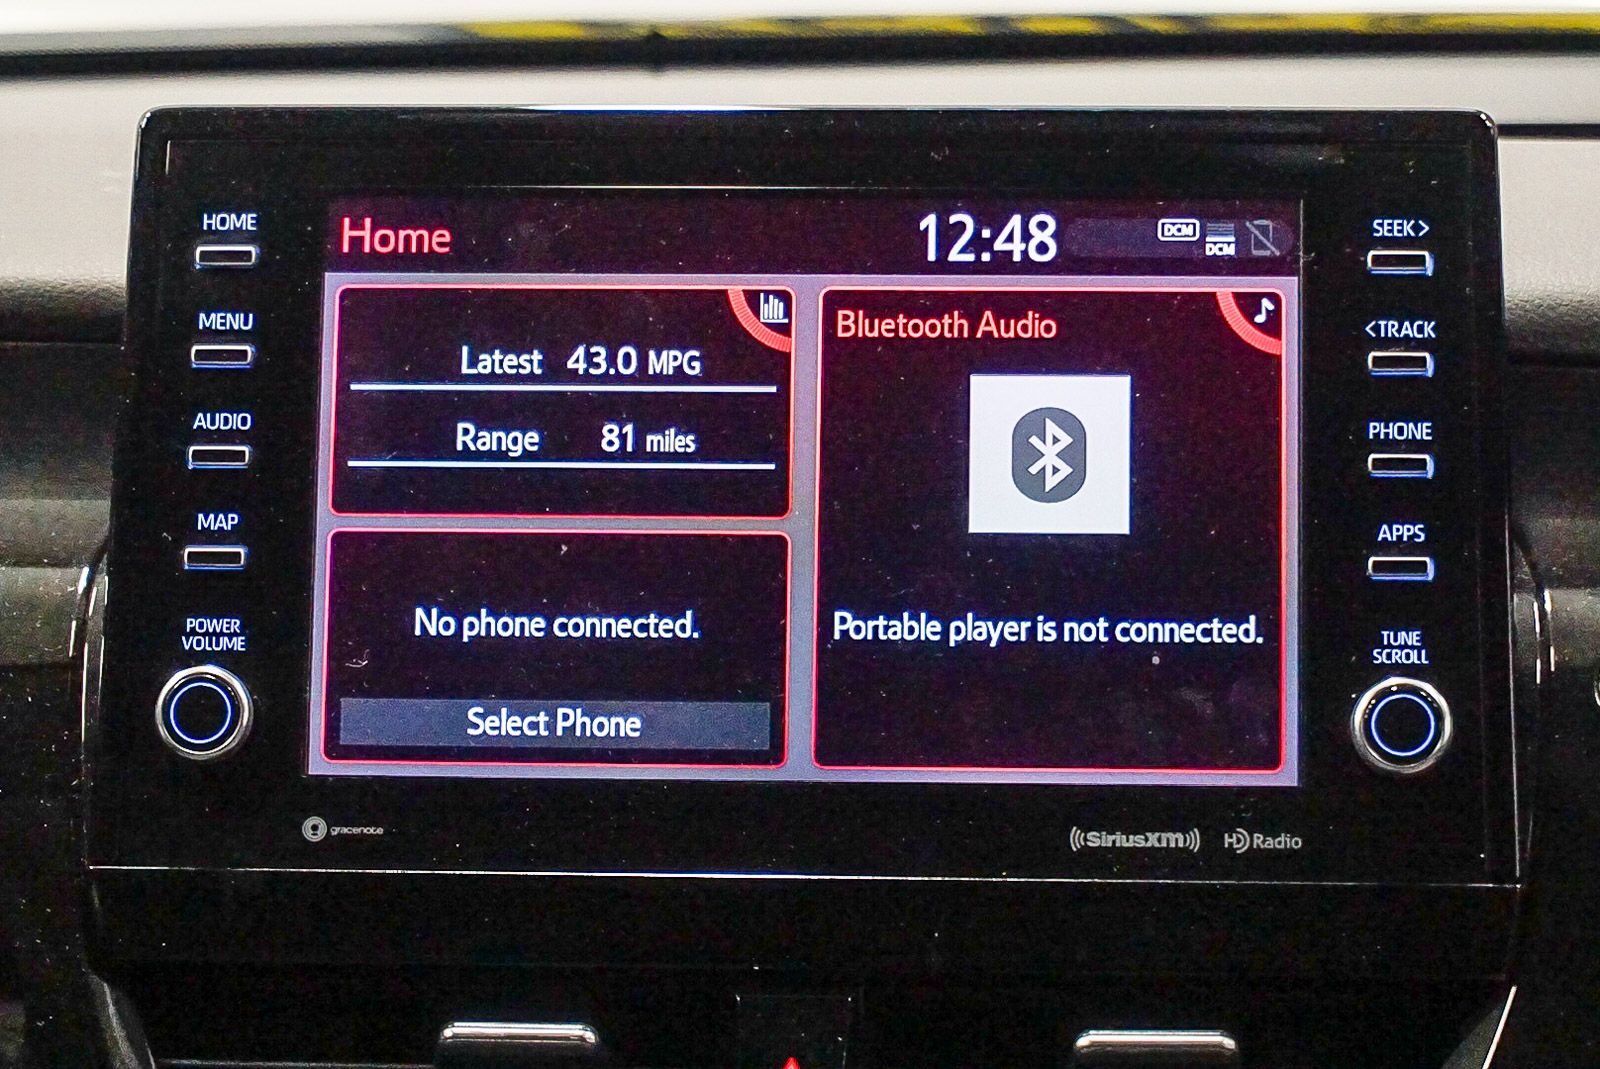 HOME
MENU
AUDIO
MAP
POWER
VOLUME
Home
12:48
DCM
DCM
Latest 43.0 MPG
Range 81 miles
No phone connected.
Select Phone
Bluetooth Audio
Portable player is not connected.
SEEK>
<TRACK
PHONE
APPS
TUNE
SCROLL
gracenote
((SiriusXM))
HD Radio